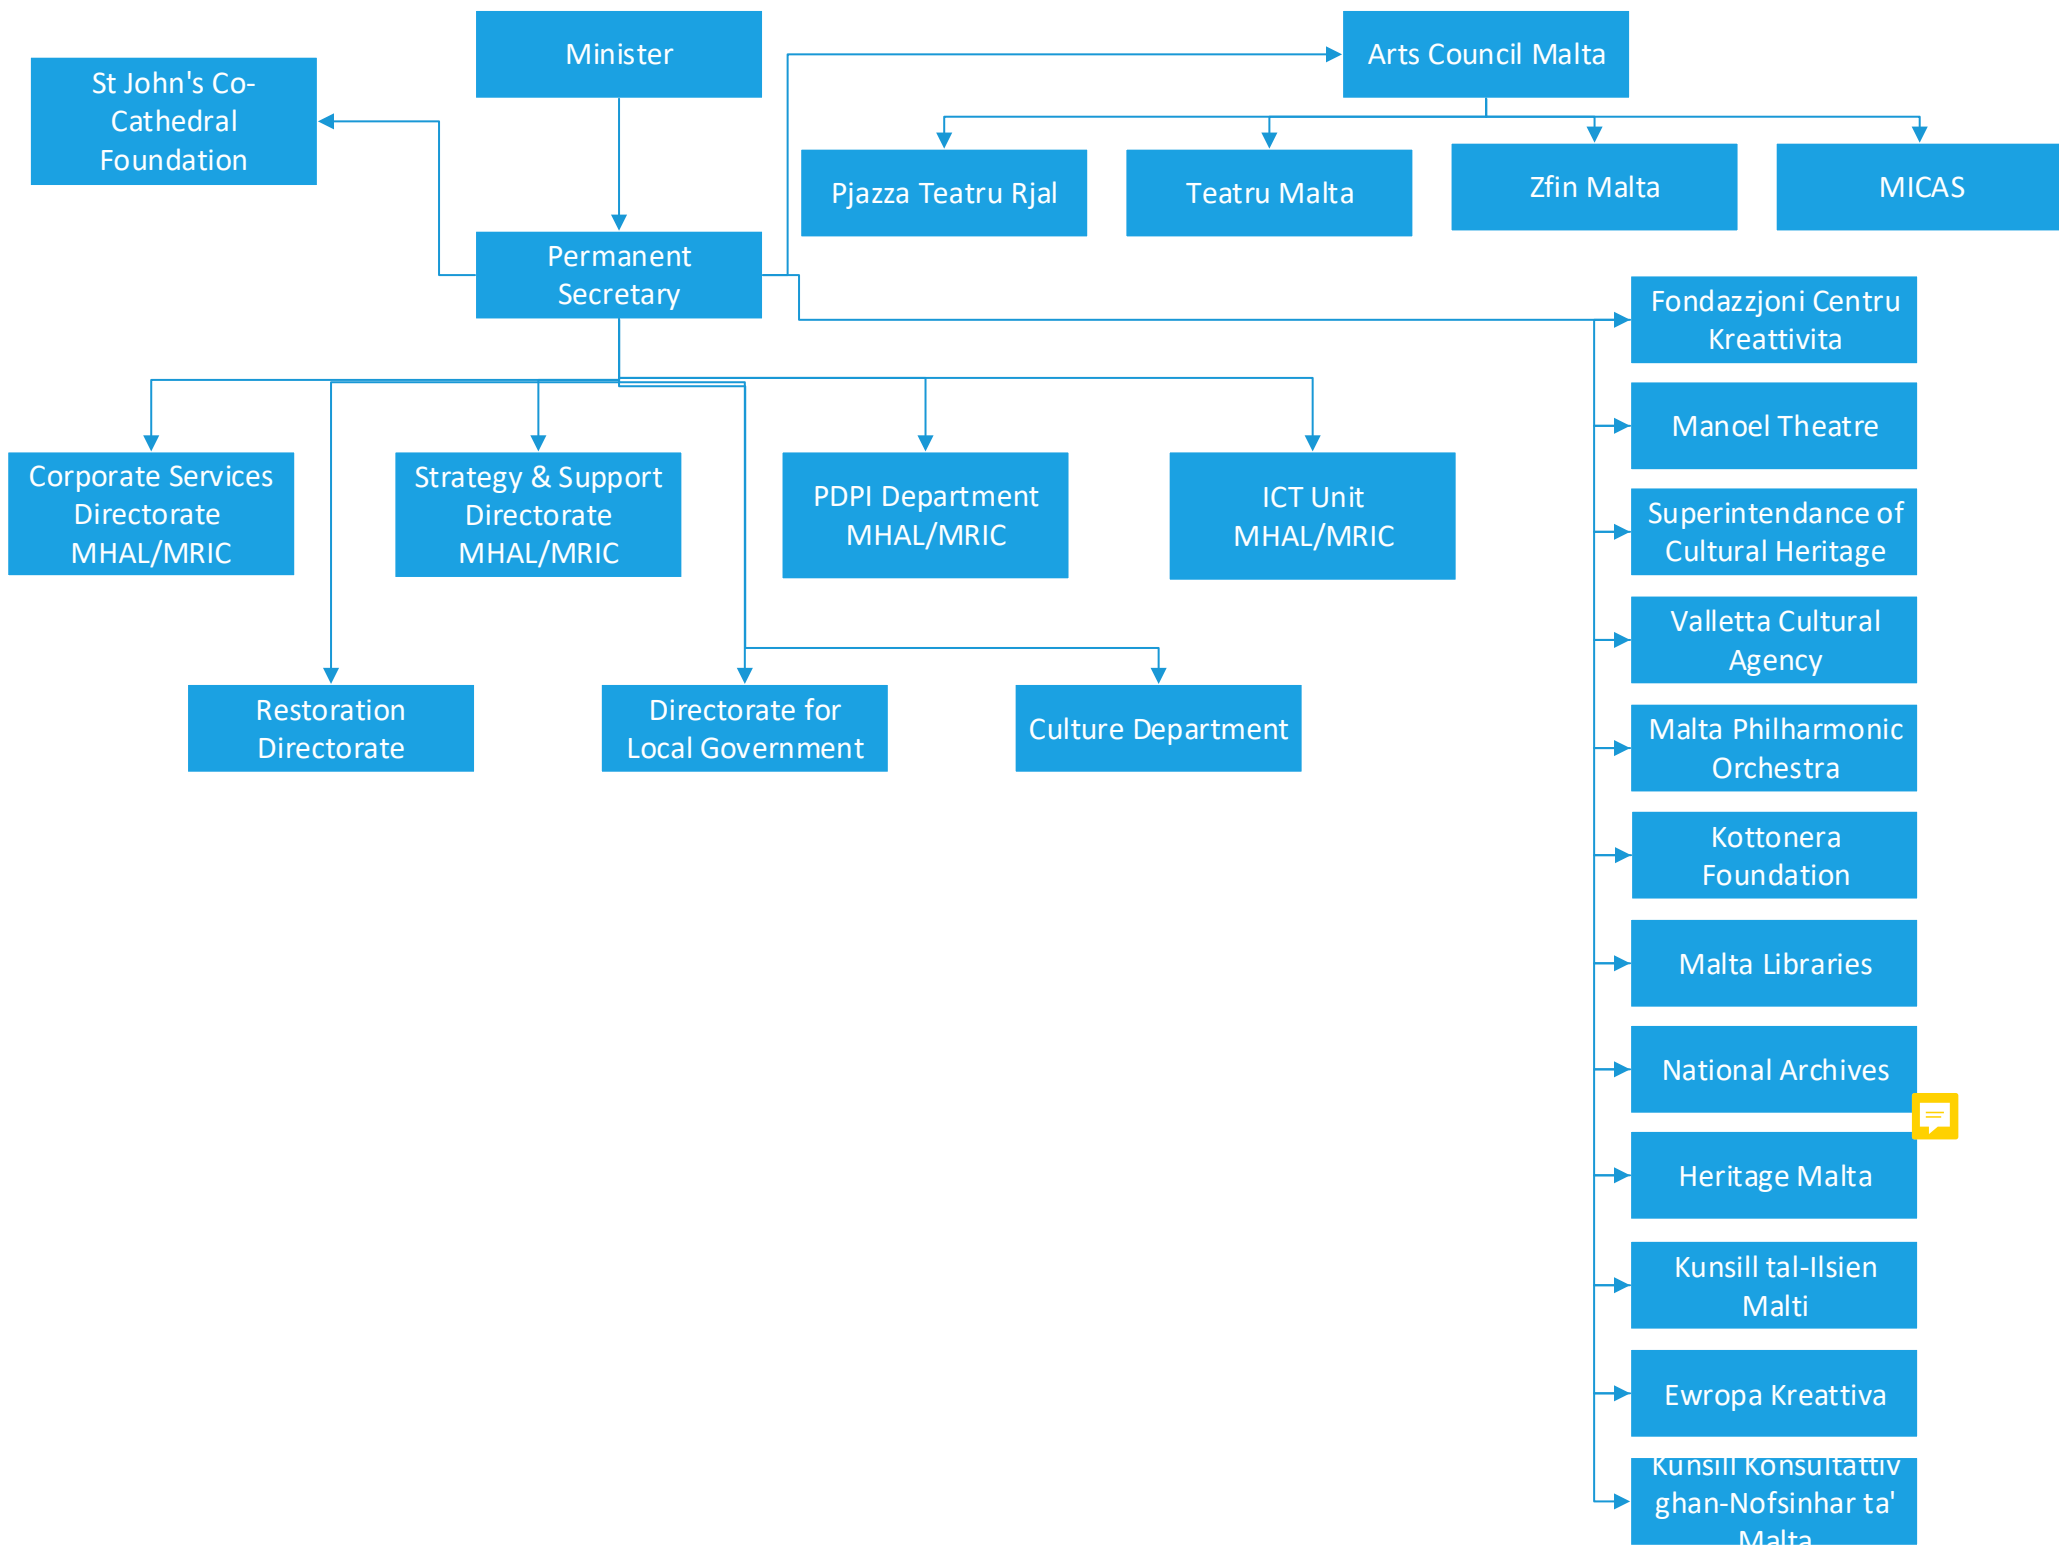 Minister
Arts Council Malta
St John's Co-
Cathedral
Foundation
Pjazza Teatru Rjal
Teatru Malta
Zfin Malta
MICAS
Permanent
Secretary
Fondazzjoni Centru
Kreattivita
Manoel Theatre
Corporate Services
Directorate
MHAL/MRIC
Strategy & Support
Directorate
MHAL/MRIC
PDPI Department
MHAL/MRIC
ICT Unit
MHAL/MRIC
Superintendance of
Cultural Heritage
Valletta Cultural
Agency
Restoration
Directorate
Directorate for
Local Government
Culture Department
Malta Philharmonic
Orchestra
Kottonera
Foundation
Malta Libraries
National Archives
Heritage Malta
Kunsill tal-Ilsien
Malti
Ewropa Kreattiva
Kunsill Konsultattiv
ghan-Nofsinhar ta'
Malta